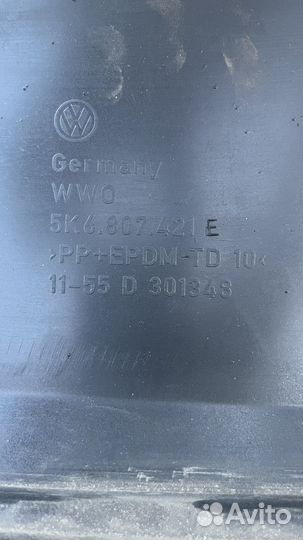 Germany
WWO
5K6.807.421 E
>PP+EPDM-TD 10<
11-55 D 301348
Avito